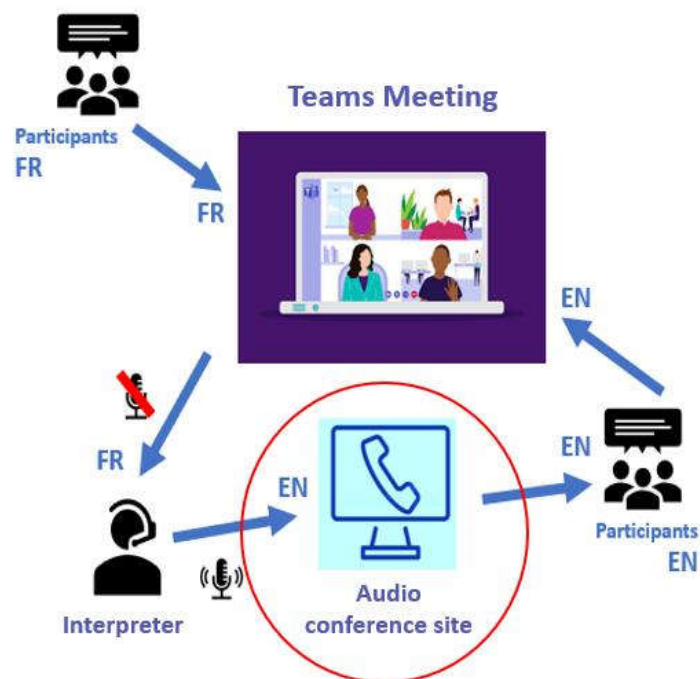 Teams Meeting
Participants
FR
FR
EN
FR
EN
EN
Participants
EN
Interpreter
Audio
conference site